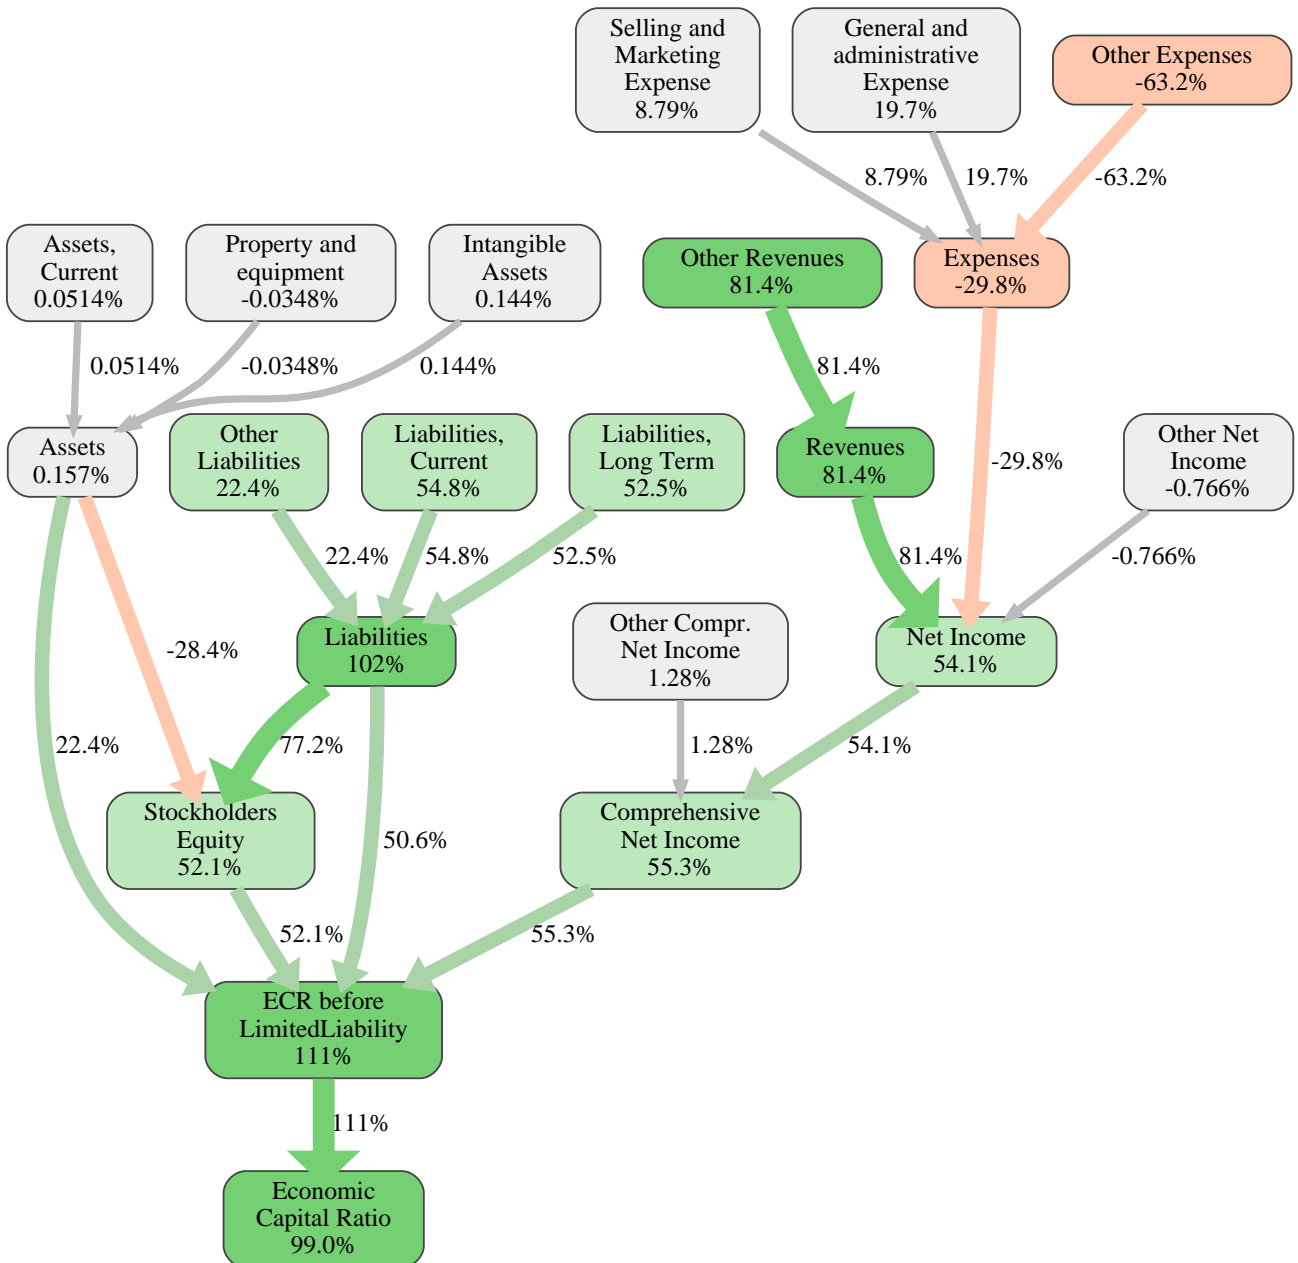 Selling and
Marketing
Expense
8.79%
General and
administrative
Expense
19.7%
Other Expenses
-63.2%
8.79%
19.7%
-63.2%
Assets,
Current
0.0514%
Property and
equipment
-0.0348%
Intangible
Assets
0.144%
Other Revenues
81.4%
Expenses
-29.8%
0.0514%
-0.0348%
0.144%
81.4%
Assets
0.157%
Other
Liabilities
22.4%
Liabilities,
Current
54.8%
Liabilities,
Long Term
52.5%
Revenues
81.4%
-29.8%
Other Net
Income
-0.766%
22.4%
54.8%
52.5%
81.4%
-0.766%
-28.4%
Liabilities
102%
Other Compr.
Net Income
1.28%
Net Income
54.1%
22.4%
77.2%
1.28%
54.1%
Stockholders
Equity
52.1%
50.6%
Comprehensive
Net Income
55.3%
52.1%
55.3%
ECR before
LimitedLiability
111%
111%
Economic
Capital Ratio
99.0%